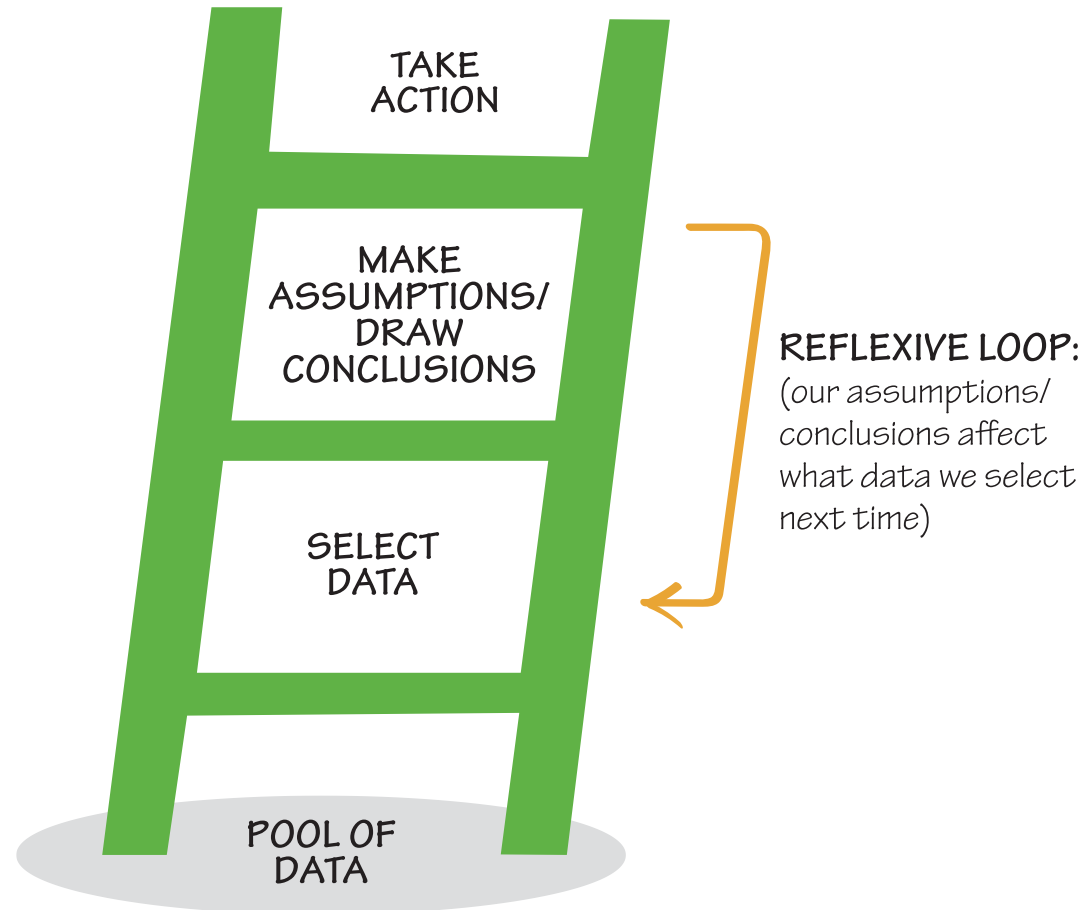 TAKE
ACTION
MAKE
ASSUMPTIONS/
DRAW
CONCLUSIONS
REFLEXIVE LOOP:
(our assumptions/
conclusions affect
what data we select
next time)
SELECT
DATA
POOL OF
DATA